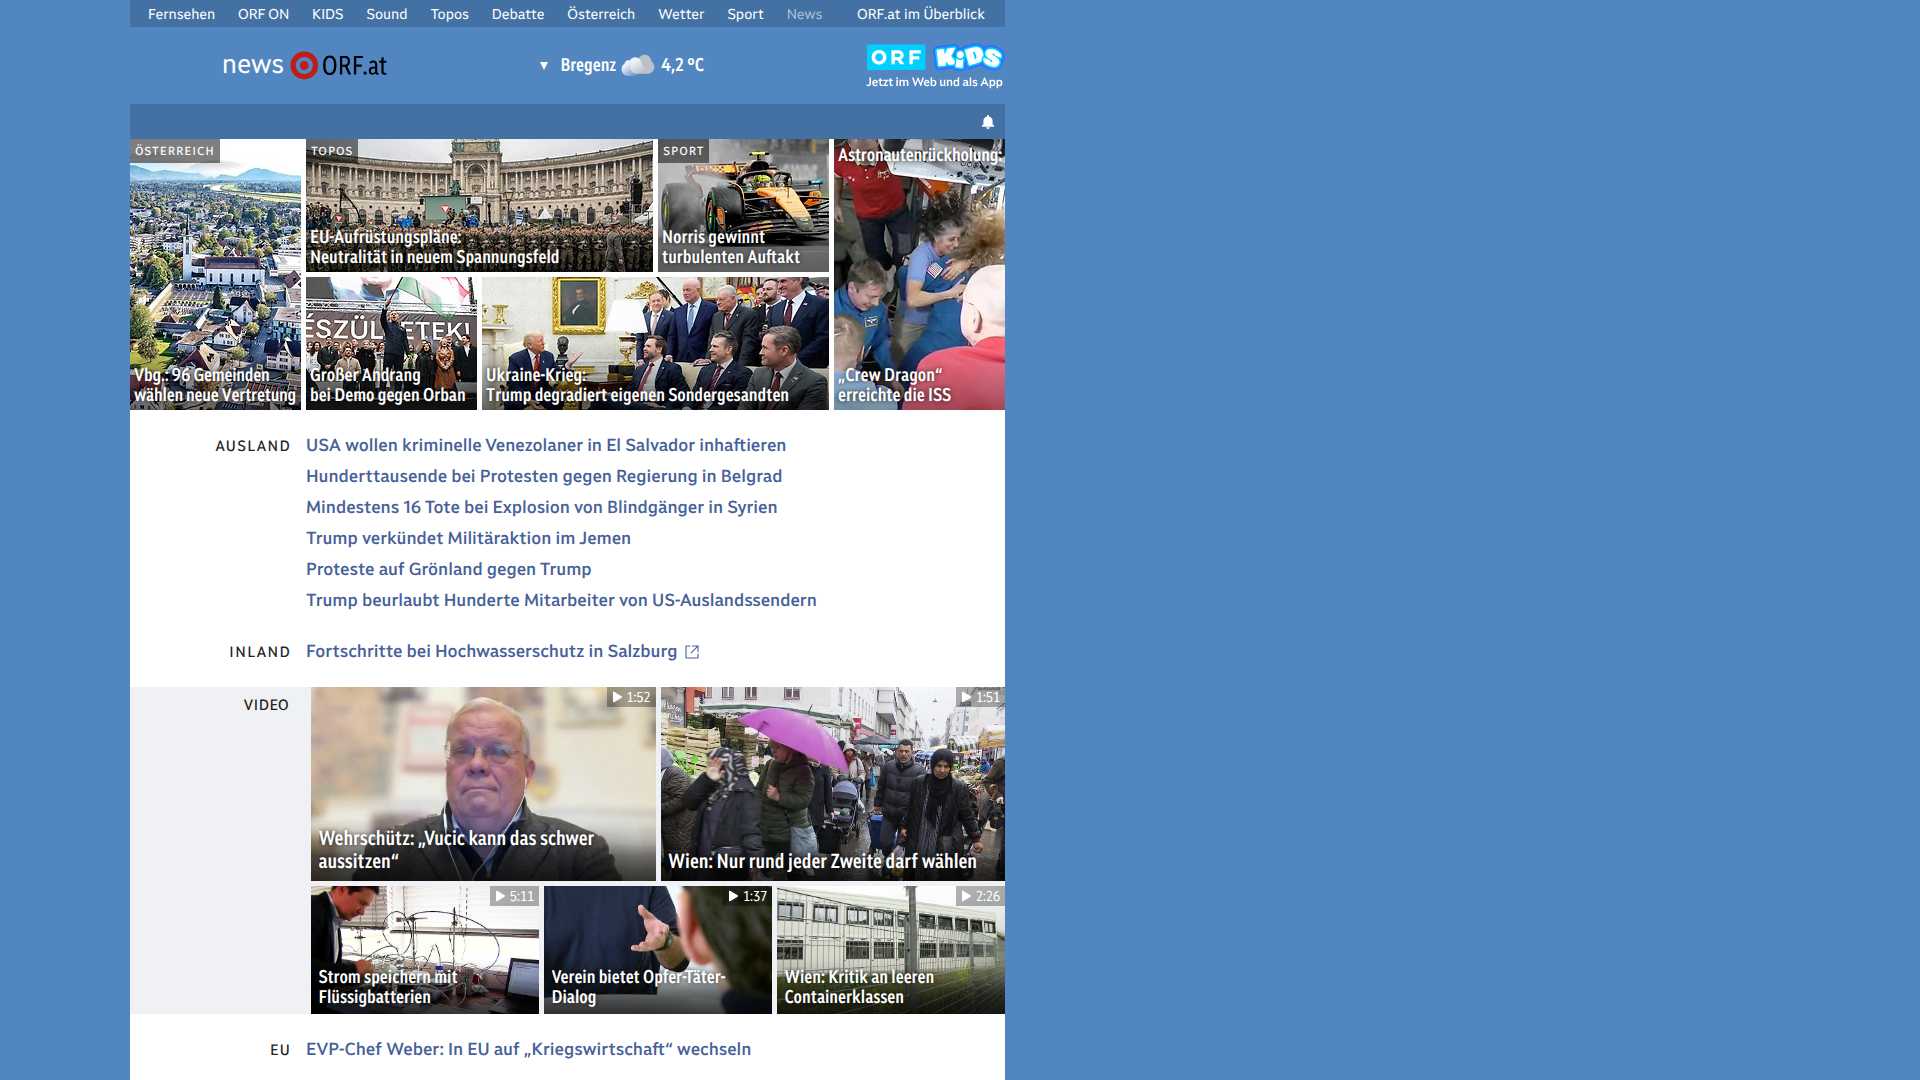 Fernsehen ORF ON KIDS Sound Topos Debatte Österreich Wetter Sport News ORF.at im Überblick
news ORF.at
▼ Bregenz 4,2 °C
ORF KiDS
Jetzt im Web und als App
ÖSTERREICH
Vbg.: 96 Gemeinden
wählen neue Vertretung
TOPOS
EU-Aufrüstungspläne:
Neutralität in neuem Spannungsfeld
SPORT
Norris gewinnt
turbulenten Auftakt
Astronautenrückholung:
„Crew Dragon“
erreichte die ISS
Großer Andrang
bei Demo gegen Orban
Ukraine-Krieg:
Trump degradiert eigenen Sondergesandten
AUSLAND
USA wollen kriminelle Venezolaner in El Salvador inhaftieren
Hunderttausende bei Protesten gegen Regierung in Belgrad
Mindestens 16 Tote bei Explosion von Blindgänger in Syrien
Trump verkündet Militäraktion im Jemen
Proteste auf Grönland gegen Trump
Trump beurlaubt Hunderte Mitarbeiter von US-Auslandssendern
INLAND
Fortschritte bei Hochwasserschutz in Salzburg
VIDEO
1:52
Wehrschütz: „Vucic kann das schwer
aussitzen“
1:51
Wien: Nur rund jeder Zweite darf wählen
5:11
Strom speichern mit
Flüssigbatterien
1:37
Verein bietet Opfer-Täter-
Dialog
2:26
Wien: Kritik an leeren
Containerklassen
EU
EVP-Chef Weber: In EU auf „Kriegswirtschaft“ wechseln